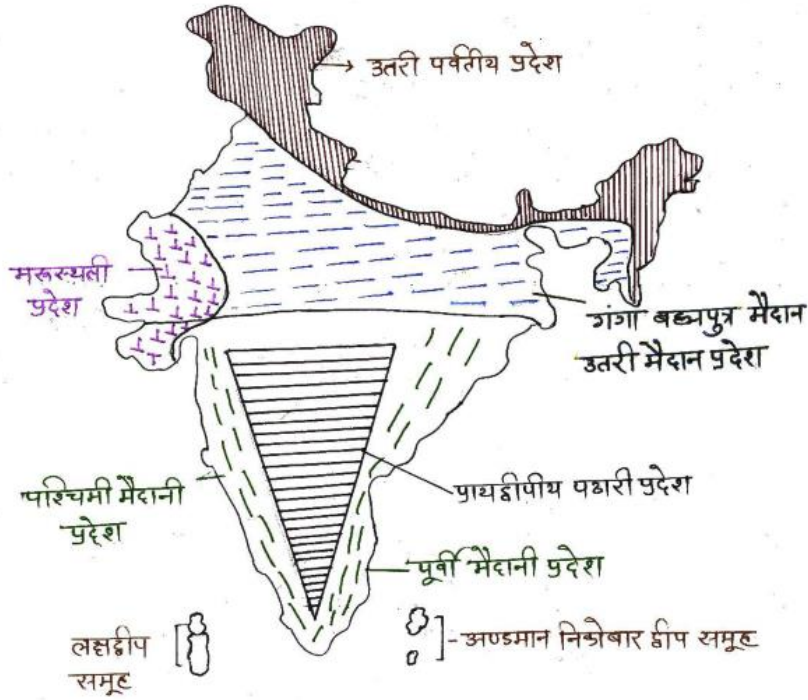 उतरी पर्वतीय प्रदेश
मरूस्थली
प्रदेश
गंगा बह्मपुत्र मैदान
उतरी मैदान प्रदेश
पश्चिमी मैदानी
प्रदेश
प्रायद्वीपीय पठारी प्रदेश
पूर्वी मैदानी प्रदेश
लक्षद्वीप
समूह
अण्डमान निकोबार द्वीप समूह